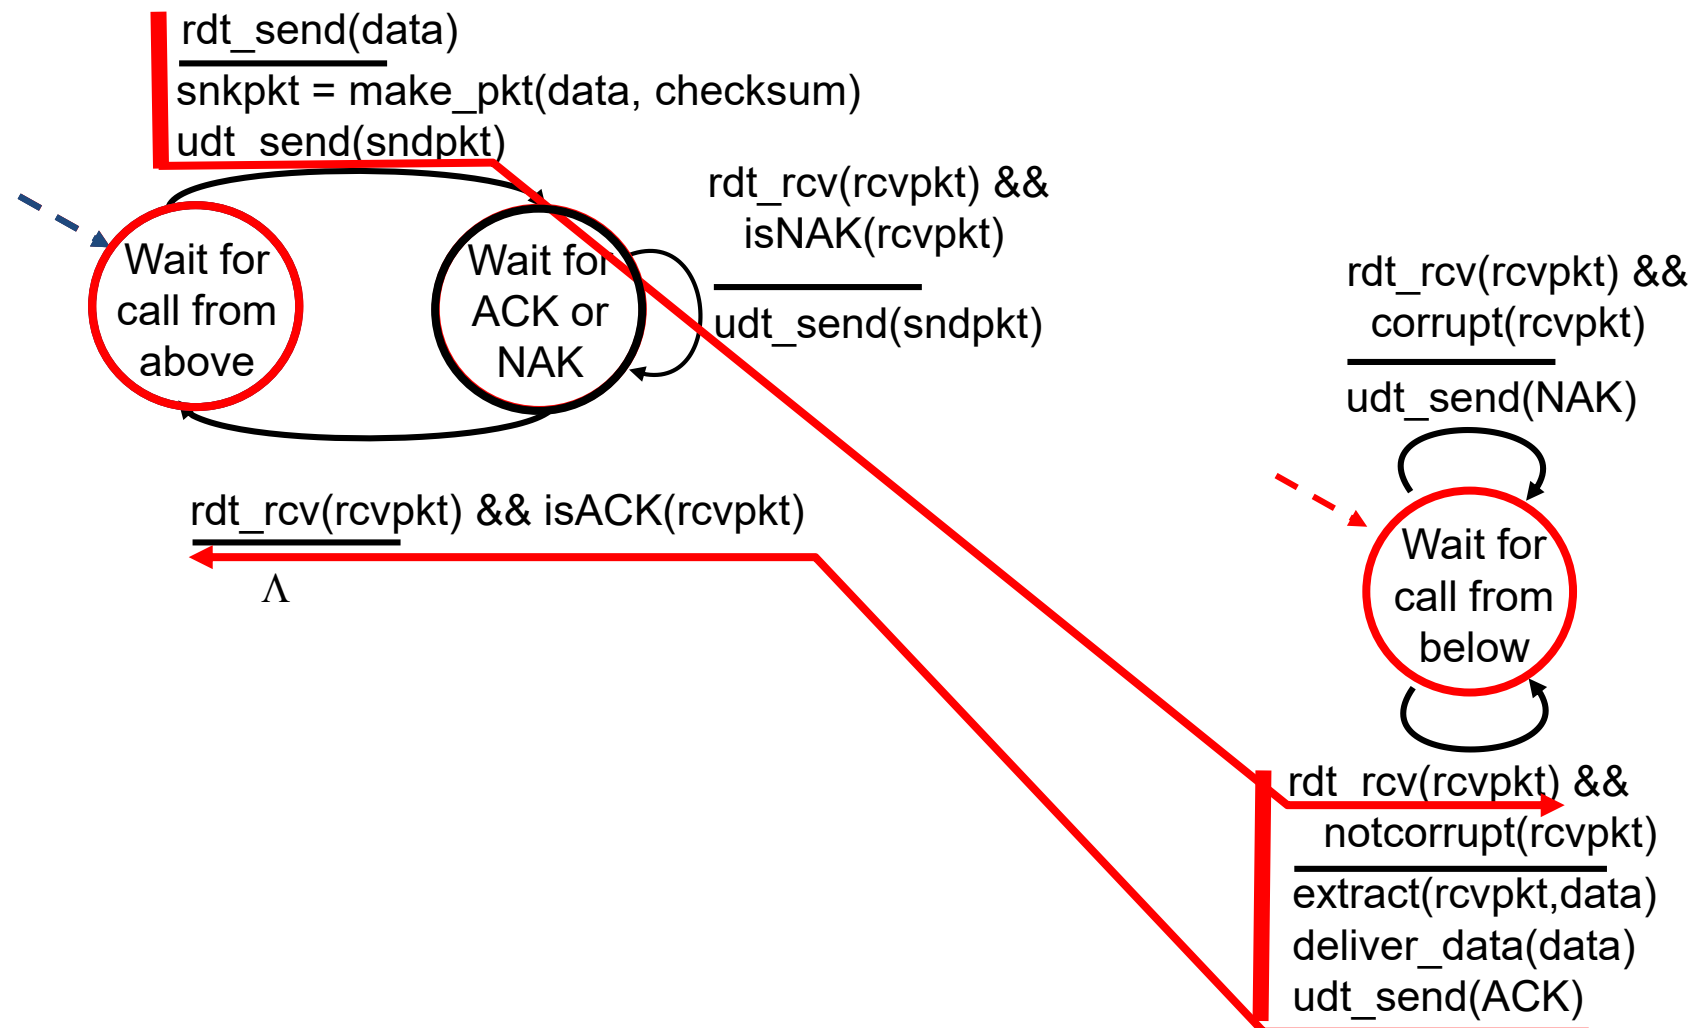 rdt_send(data)
snkpkt = make_pkt(data, checksum)
udt_send(sndpkt)
Wait for
call from
above
Wait for
ACK or
NAK
rdt_rcv(rcvpkt) &&
isNAK(rcvpkt)
udt_send(sndpkt)
rdt_rcv(rcvpkt) && isACK(rcvpkt)
Λ
rdt_rcv(rcvpkt) &&
corrupt(rcvpkt)
udt_send(NAK)
Wait for
call from
below
rdt_rcv(rcvpkt) &&
notcorrupt(rcvpkt)
extract(rcvpkt,data)
deliver_data(data)
udt_send(ACK)